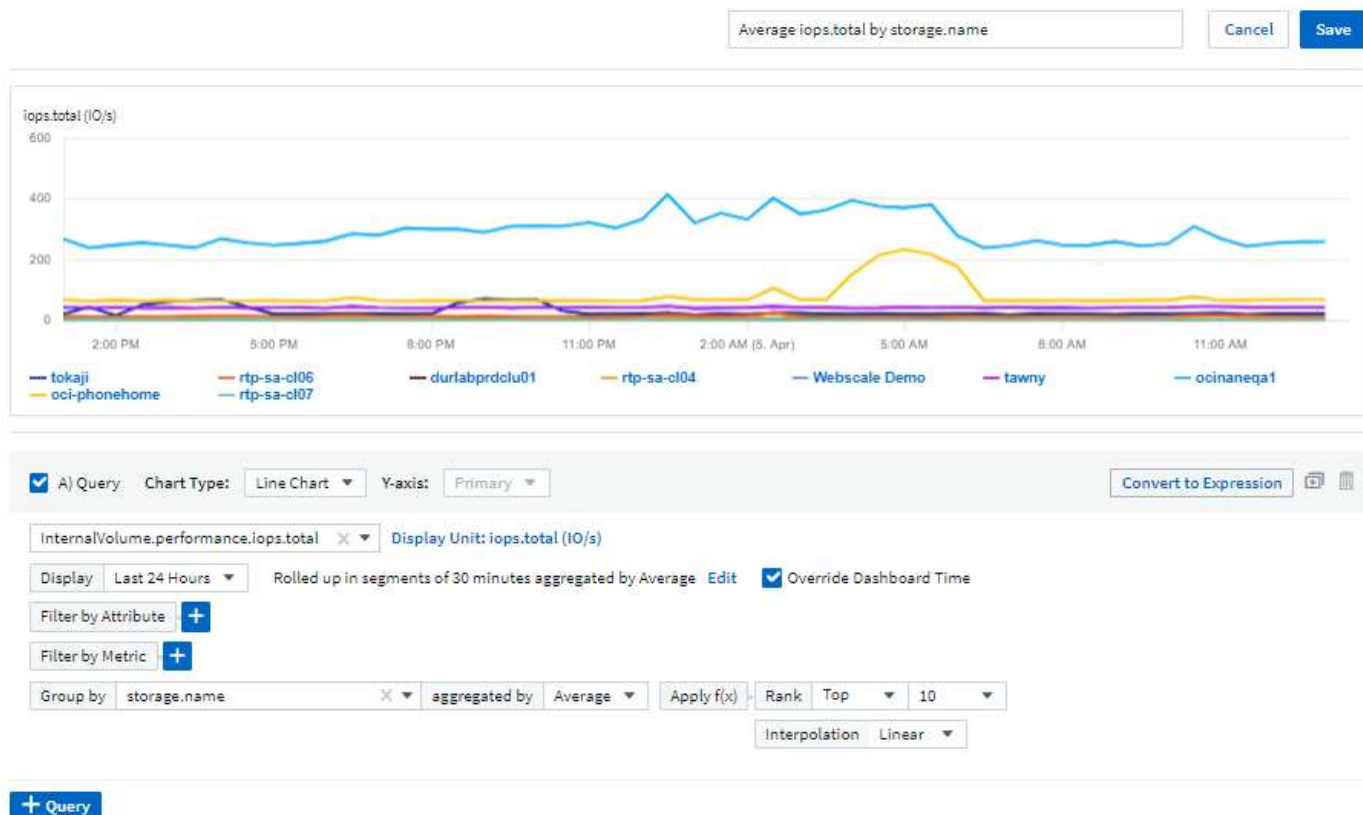 Average iops.total by storage.name Cancel Save
iops.total (IO/s)
600
400
200
0
2:00 PM 5:00 PM 8:00 PM 11:00 PM 2:00 AM (5. Apr) 5:00 AM 8:00 AM 11:00 AM
tokaji rtp-sa-cl06 durlabprdclu01 rtp-sa-cl04 Webscale Demo tawny ocinaneqa1
oci-phonehome rtp-sa-cl07
A) Query Chart Type: Line Chart Y-axis: Primary Convert to Expression
InternalVolume.performance.iops.total Display Unit: iops.total (IO/s)
Display Last 24 Hours Rolled up in segments of 30 minutes aggregated by Average Edit Override Dashboard Time
Filter by Attribute +
Filter by Metric +
Group by storage.name aggregated by Average Apply f(x) Rank Top 10
Interpolation Linear
+ Query